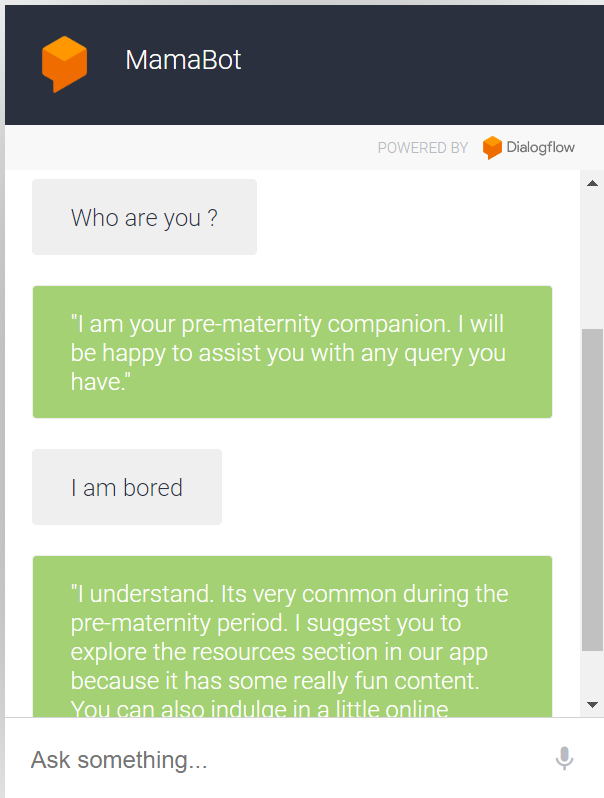 MamaBot
POWERED BY Dialogflow
Who are you ?
"I am your pre-maternity companion. I will
be happy to assist you with any query you
have."
I am bored
"I understand. Its very common during the
pre-maternity period. I suggest you to
explore the resources section in our app
because it has some really fun content.
You can also indulge in a little online
Ask something...